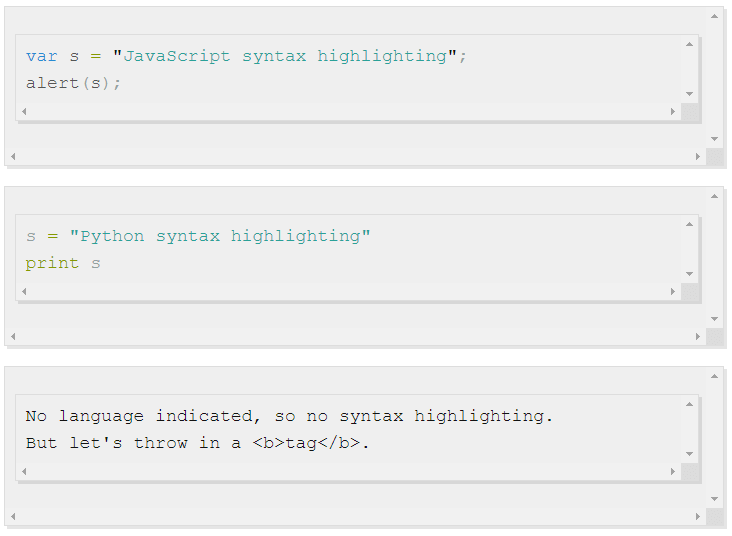 var s = "JavaScript syntax highlighting";
alert(s);
s = "Python syntax highlighting"
print s
No language indicated, so no syntax highlighting.
But let's throw in a <b>tag</b>.